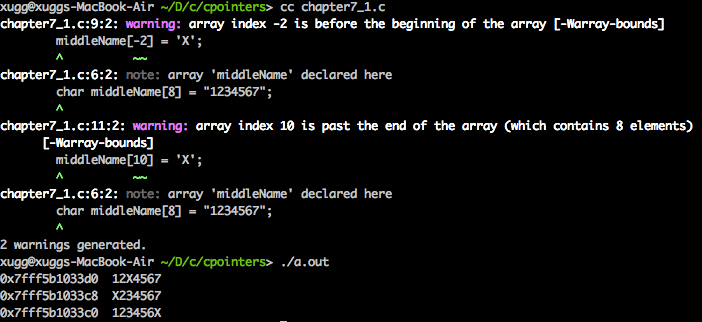 xugg@xuggs-MacBook-Air ~/D/c/cpointers> cc chapter7_1.c
chapter7_1.c:9:2: warning: array index -2 is before the beginning of the array [-Warray-bounds]
middleName[-2] = 'X';
^ ~~
chapter7_1.c:6:2: note: array 'middleName' declared here
char middleName[8] = "1234567";
^
chapter7_1.c:11:2: warning: array index 10 is past the end of the array (which contains 8 elements)
[-Warray-bounds]
middleName[10] = 'X';
^ ~~
chapter7_1.c:6:2: note: array 'middleName' declared here
char middleName[8] = "1234567";
^
2 warnings generated.
xugg@xuggs-MacBook-Air ~/D/c/cpointers> ./a.out
0x7fff5b1033d0 12X4567
0x7fff5b1033c8 X234567
0x7fff5b1033c0 123456X